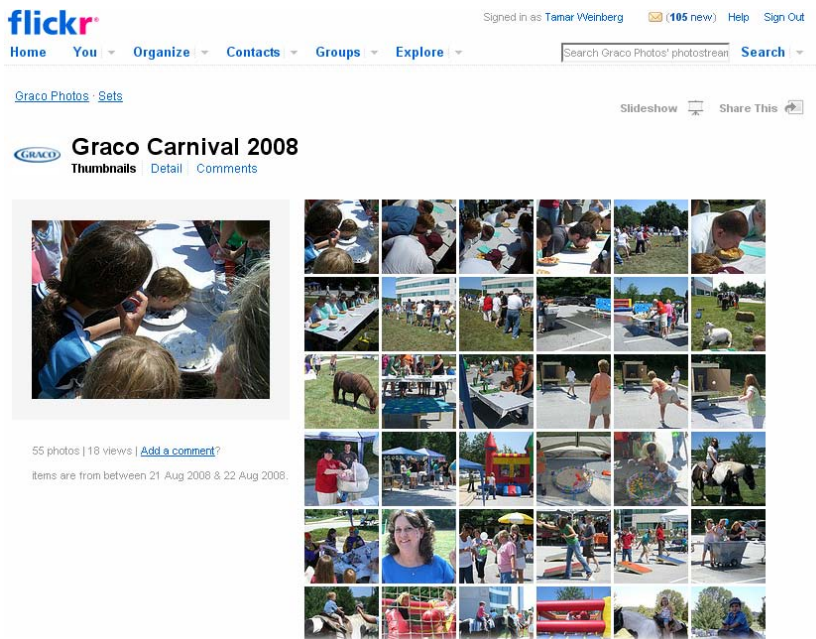 flickr
Signed in as Tamar Weinberg (105 new) Help Sign Out
Home You Organize Contacts Groups Explore Search Graco Photos' photostream Search
Graco Photos · Sets
Slideshow Share This
GRACO Graco Carnival 2008
Thumbnails Detail Comments
55 photos | 18 views | Add a comment?
items are from between 21 Aug 2008 & 22 Aug 2008.